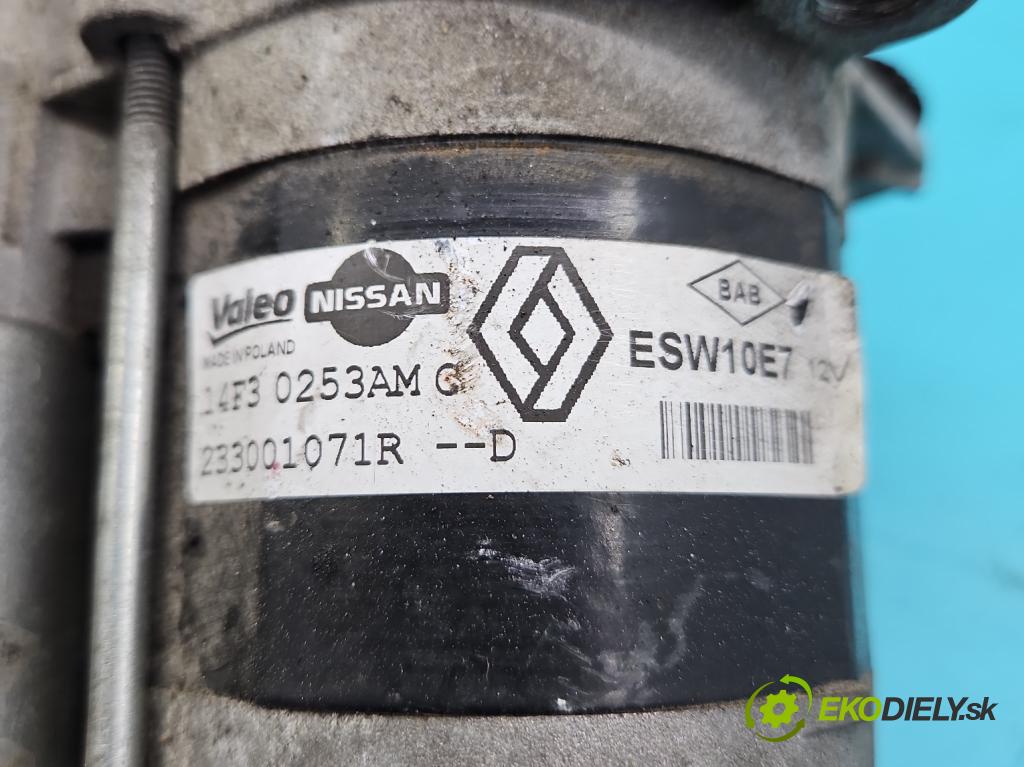 Valeo NISSAN
MADE IN POLAND
BAB
ESW10E7 12V
14F3 0253AM C
233001071R --D
EKODIELY.sk